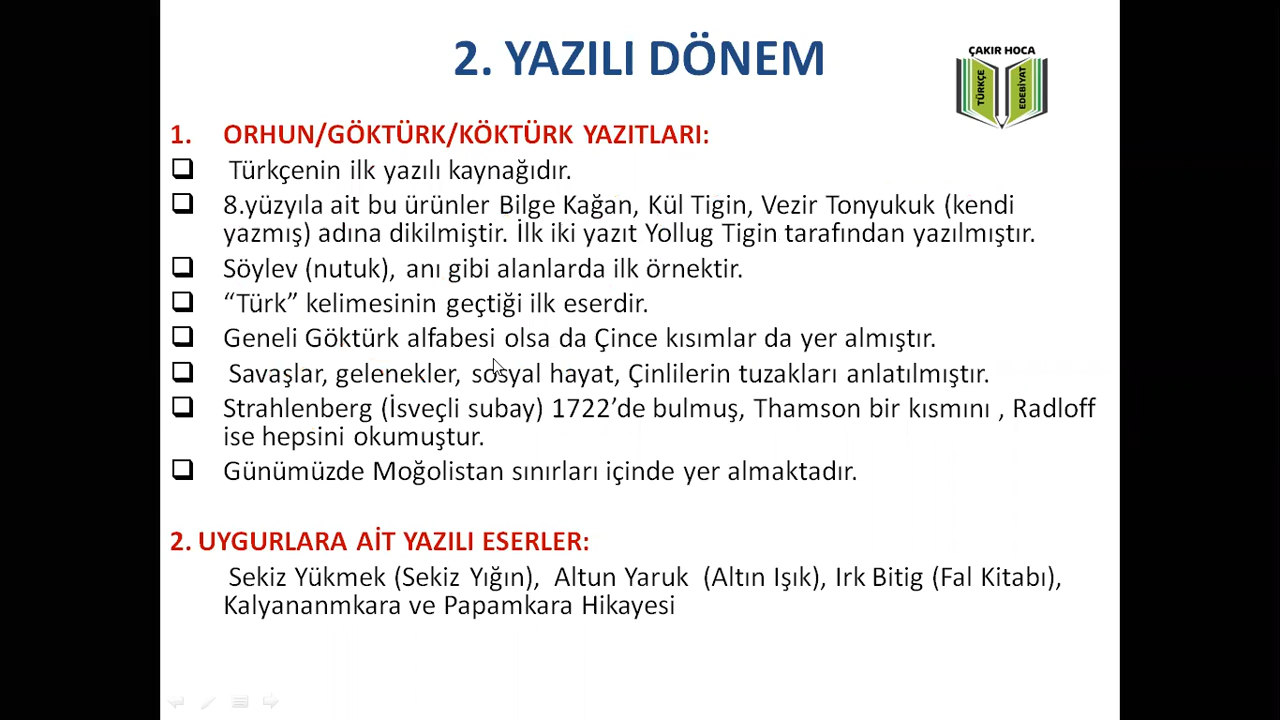 2. YAZILI DÖNEM
ÇAKIR HOCA
TÜRKÇE
EDEBİYAT
1. ORHUN/GÖKTÜRK/KÖKTÜRK YAZITLARI:
Türkçenin ilk yazılı kaynağıdır.
8.yüzyıla ait bu ürünler Bilge Kağan, Kül Tigin, Vezir Tonyukuk (kendi
yazmış) adına dikilmiştir. İlk iki yazıt Yollug Tigin tarafından yazılmıştır.
Söylev (nutuk), anı gibi alanlarda ilk örnektir.
“Türk” kelimesinin geçtiği ilk eserdir.
Geneli Göktürk alfabesi olsa da Çince kısımlar da yer almıştır.
Savaşlar, gelenekler, sosyal hayat, Çinlilerin tuzakları anlatılmıştır.
Strahlenberg (İsveçli subay) 1722’de bulmuş, Thamson bir kısmını , Radloff
ise hepsini okumuştur.
Günümüzde Moğolistan sınırları içinde yer almaktadır.
2. UYGURLARA AİT YAZILI ESERLER:
Sekiz Yükmek (Sekiz Yığın), Altun Yaruk (Altın Işık), Irk Bitig (Fal Kitabı),
Kalyananmkara ve Papamkara Hikayesi